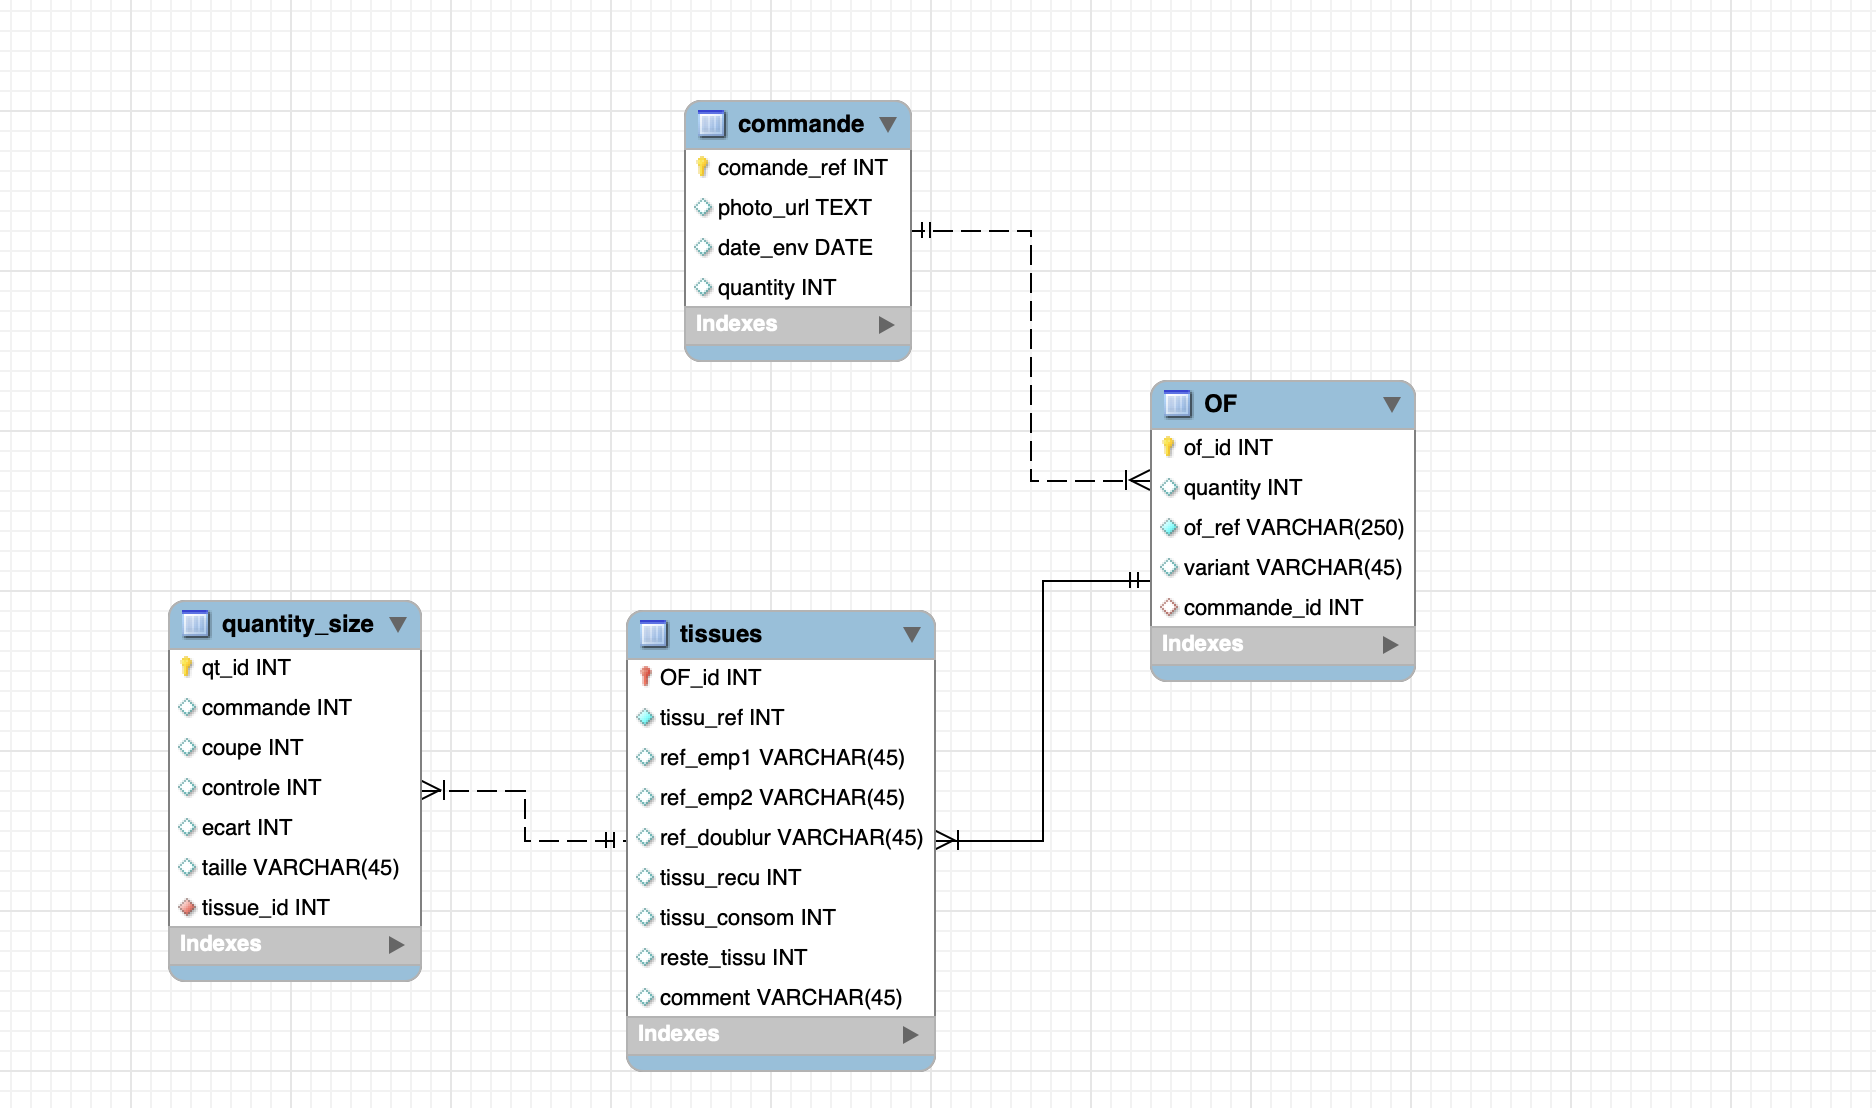 commande
comande_ref INT
photo_url TEXT
date_env DATE
quantity INT
Indexes
OF
of_id INT
quantity INT
of_ref VARCHAR(250)
variant VARCHAR(45)
commande_id INT
Indexes
quantity_size
qt_id INT
commande INT
coupe INT
controle INT
ecart INT
taille VARCHAR(45)
tissue_id INT
Indexes
tissues
OF_id INT
tissu_ref INT
ref_emp1 VARCHAR(45)
ref_emp2 VARCHAR(45)
ref_doublur VARCHAR(45)
tissu_recu INT
tissu_consom INT
reste_tissu INT
comment VARCHAR(45)
Indexes